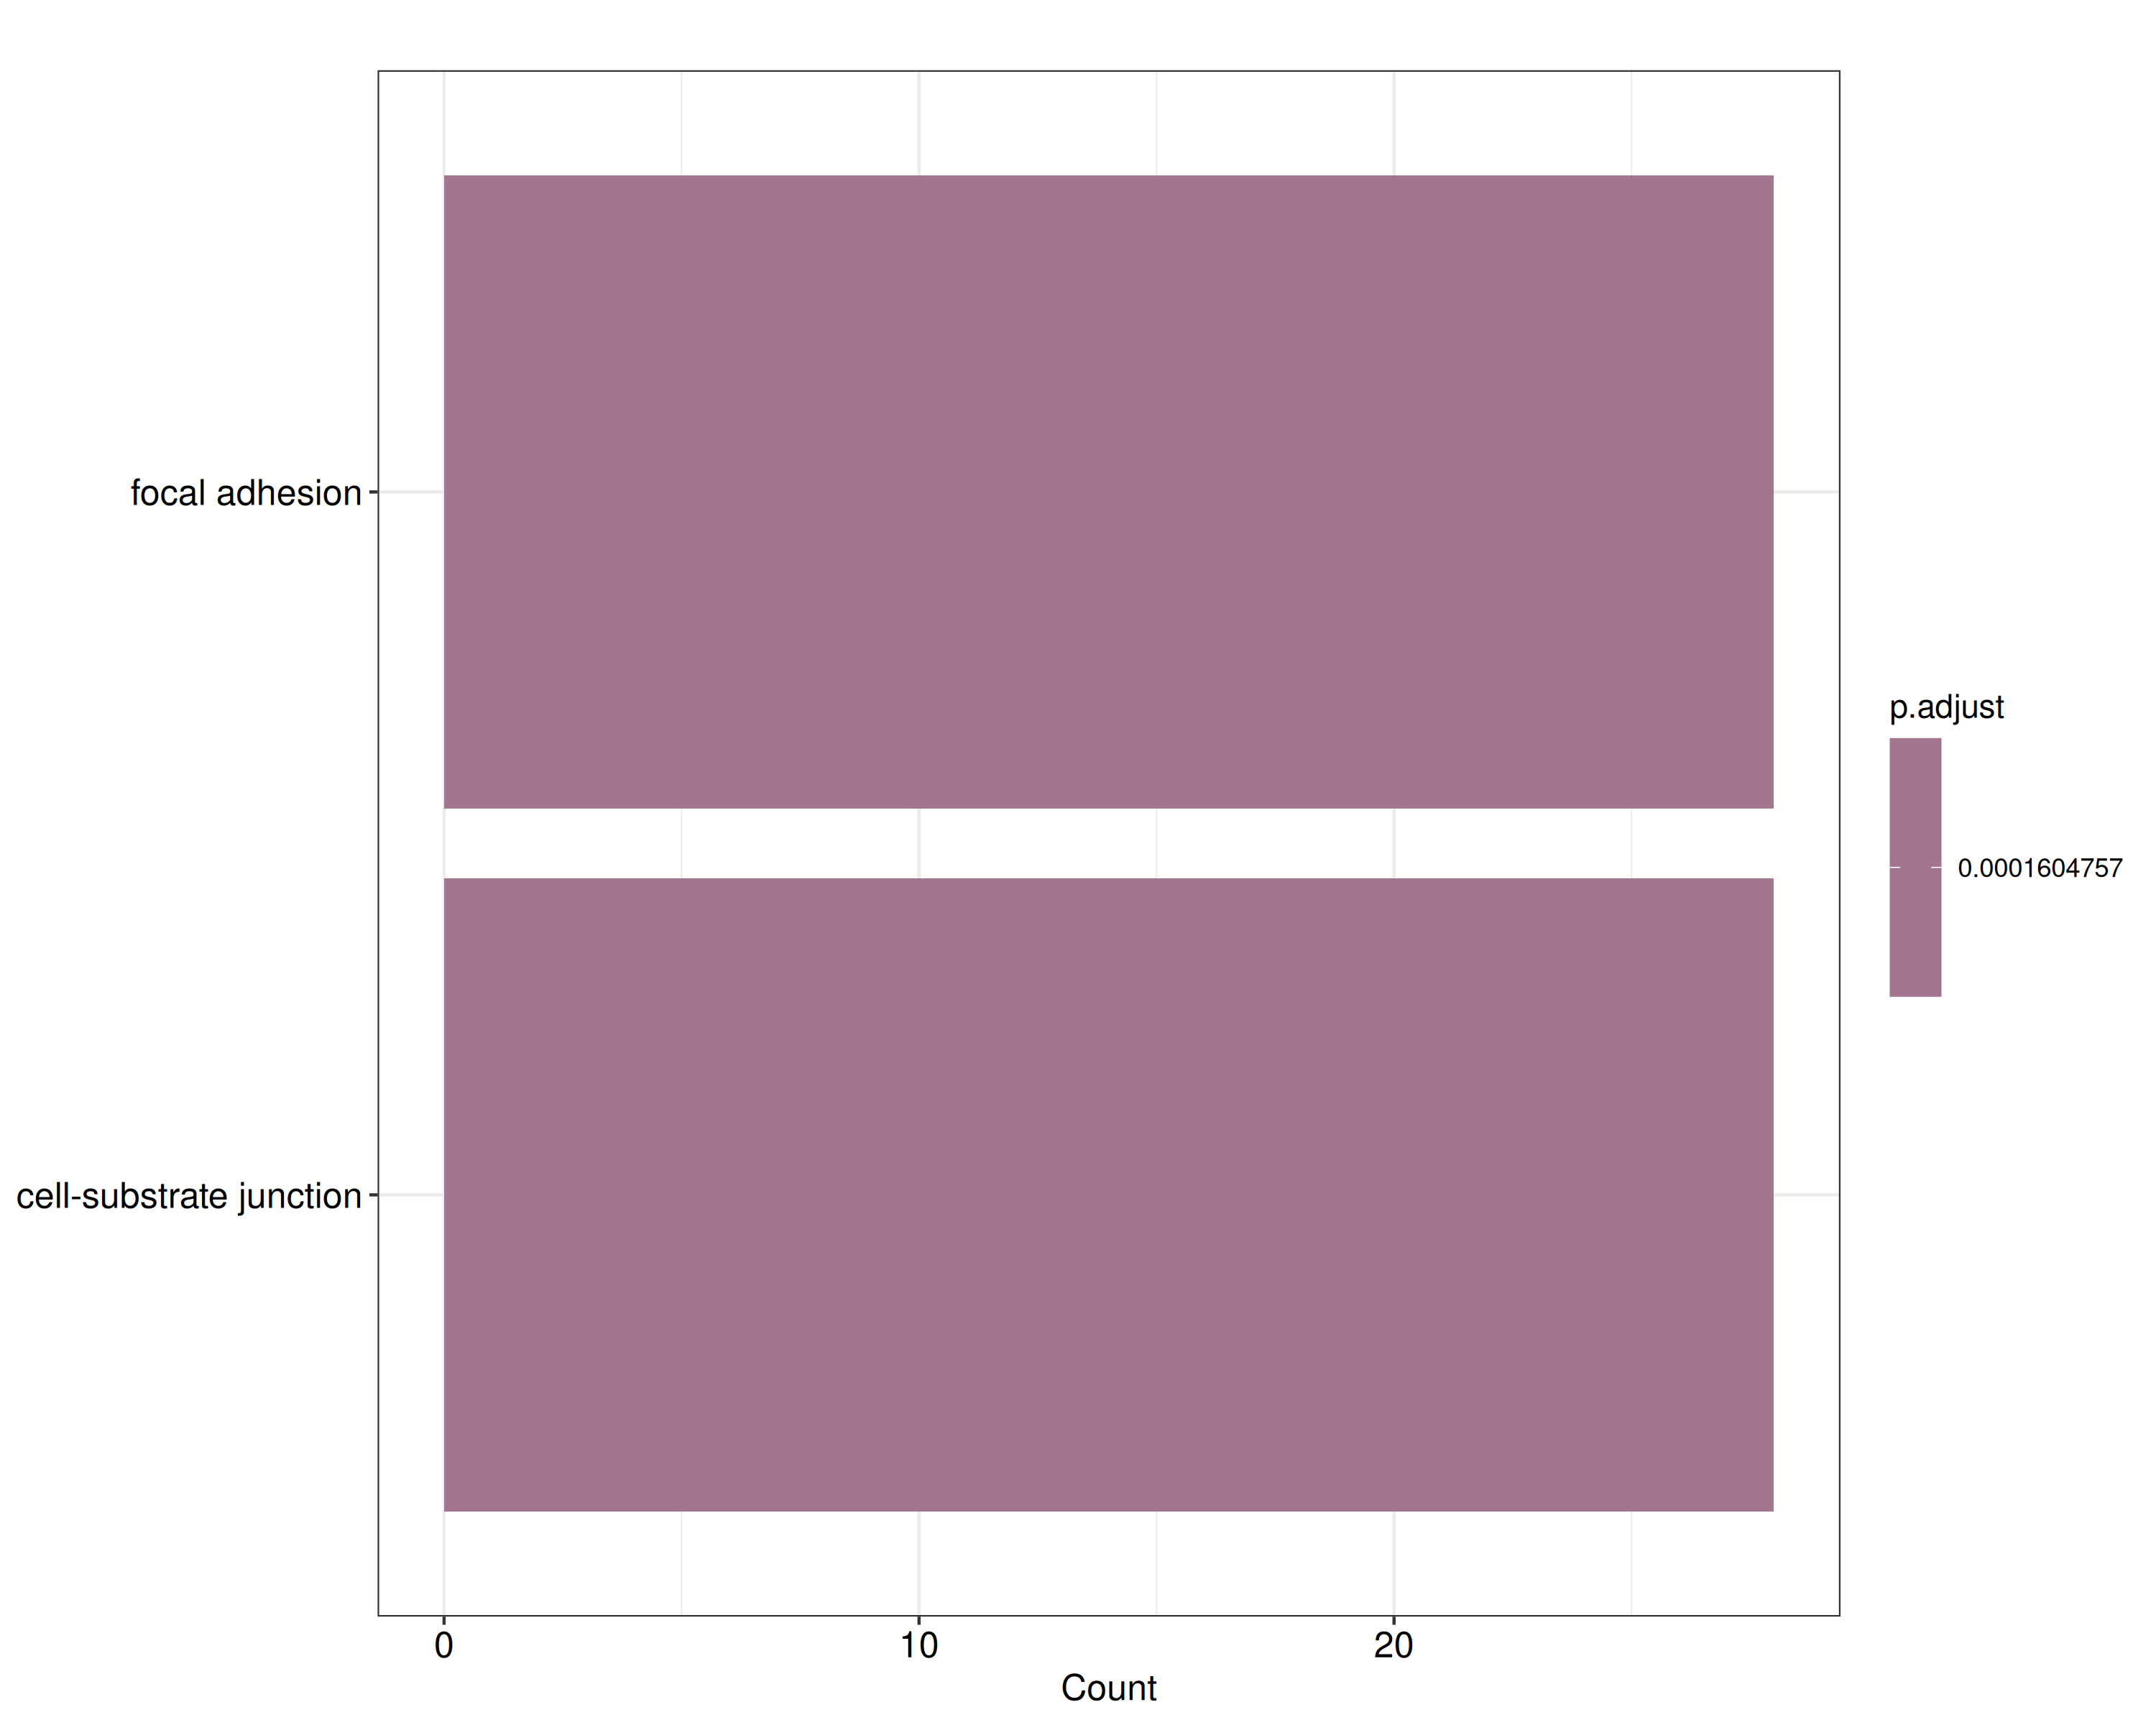 focal adhesion
cell-substrate junction
0 10 20
Count
p.adjust
0.0001604757